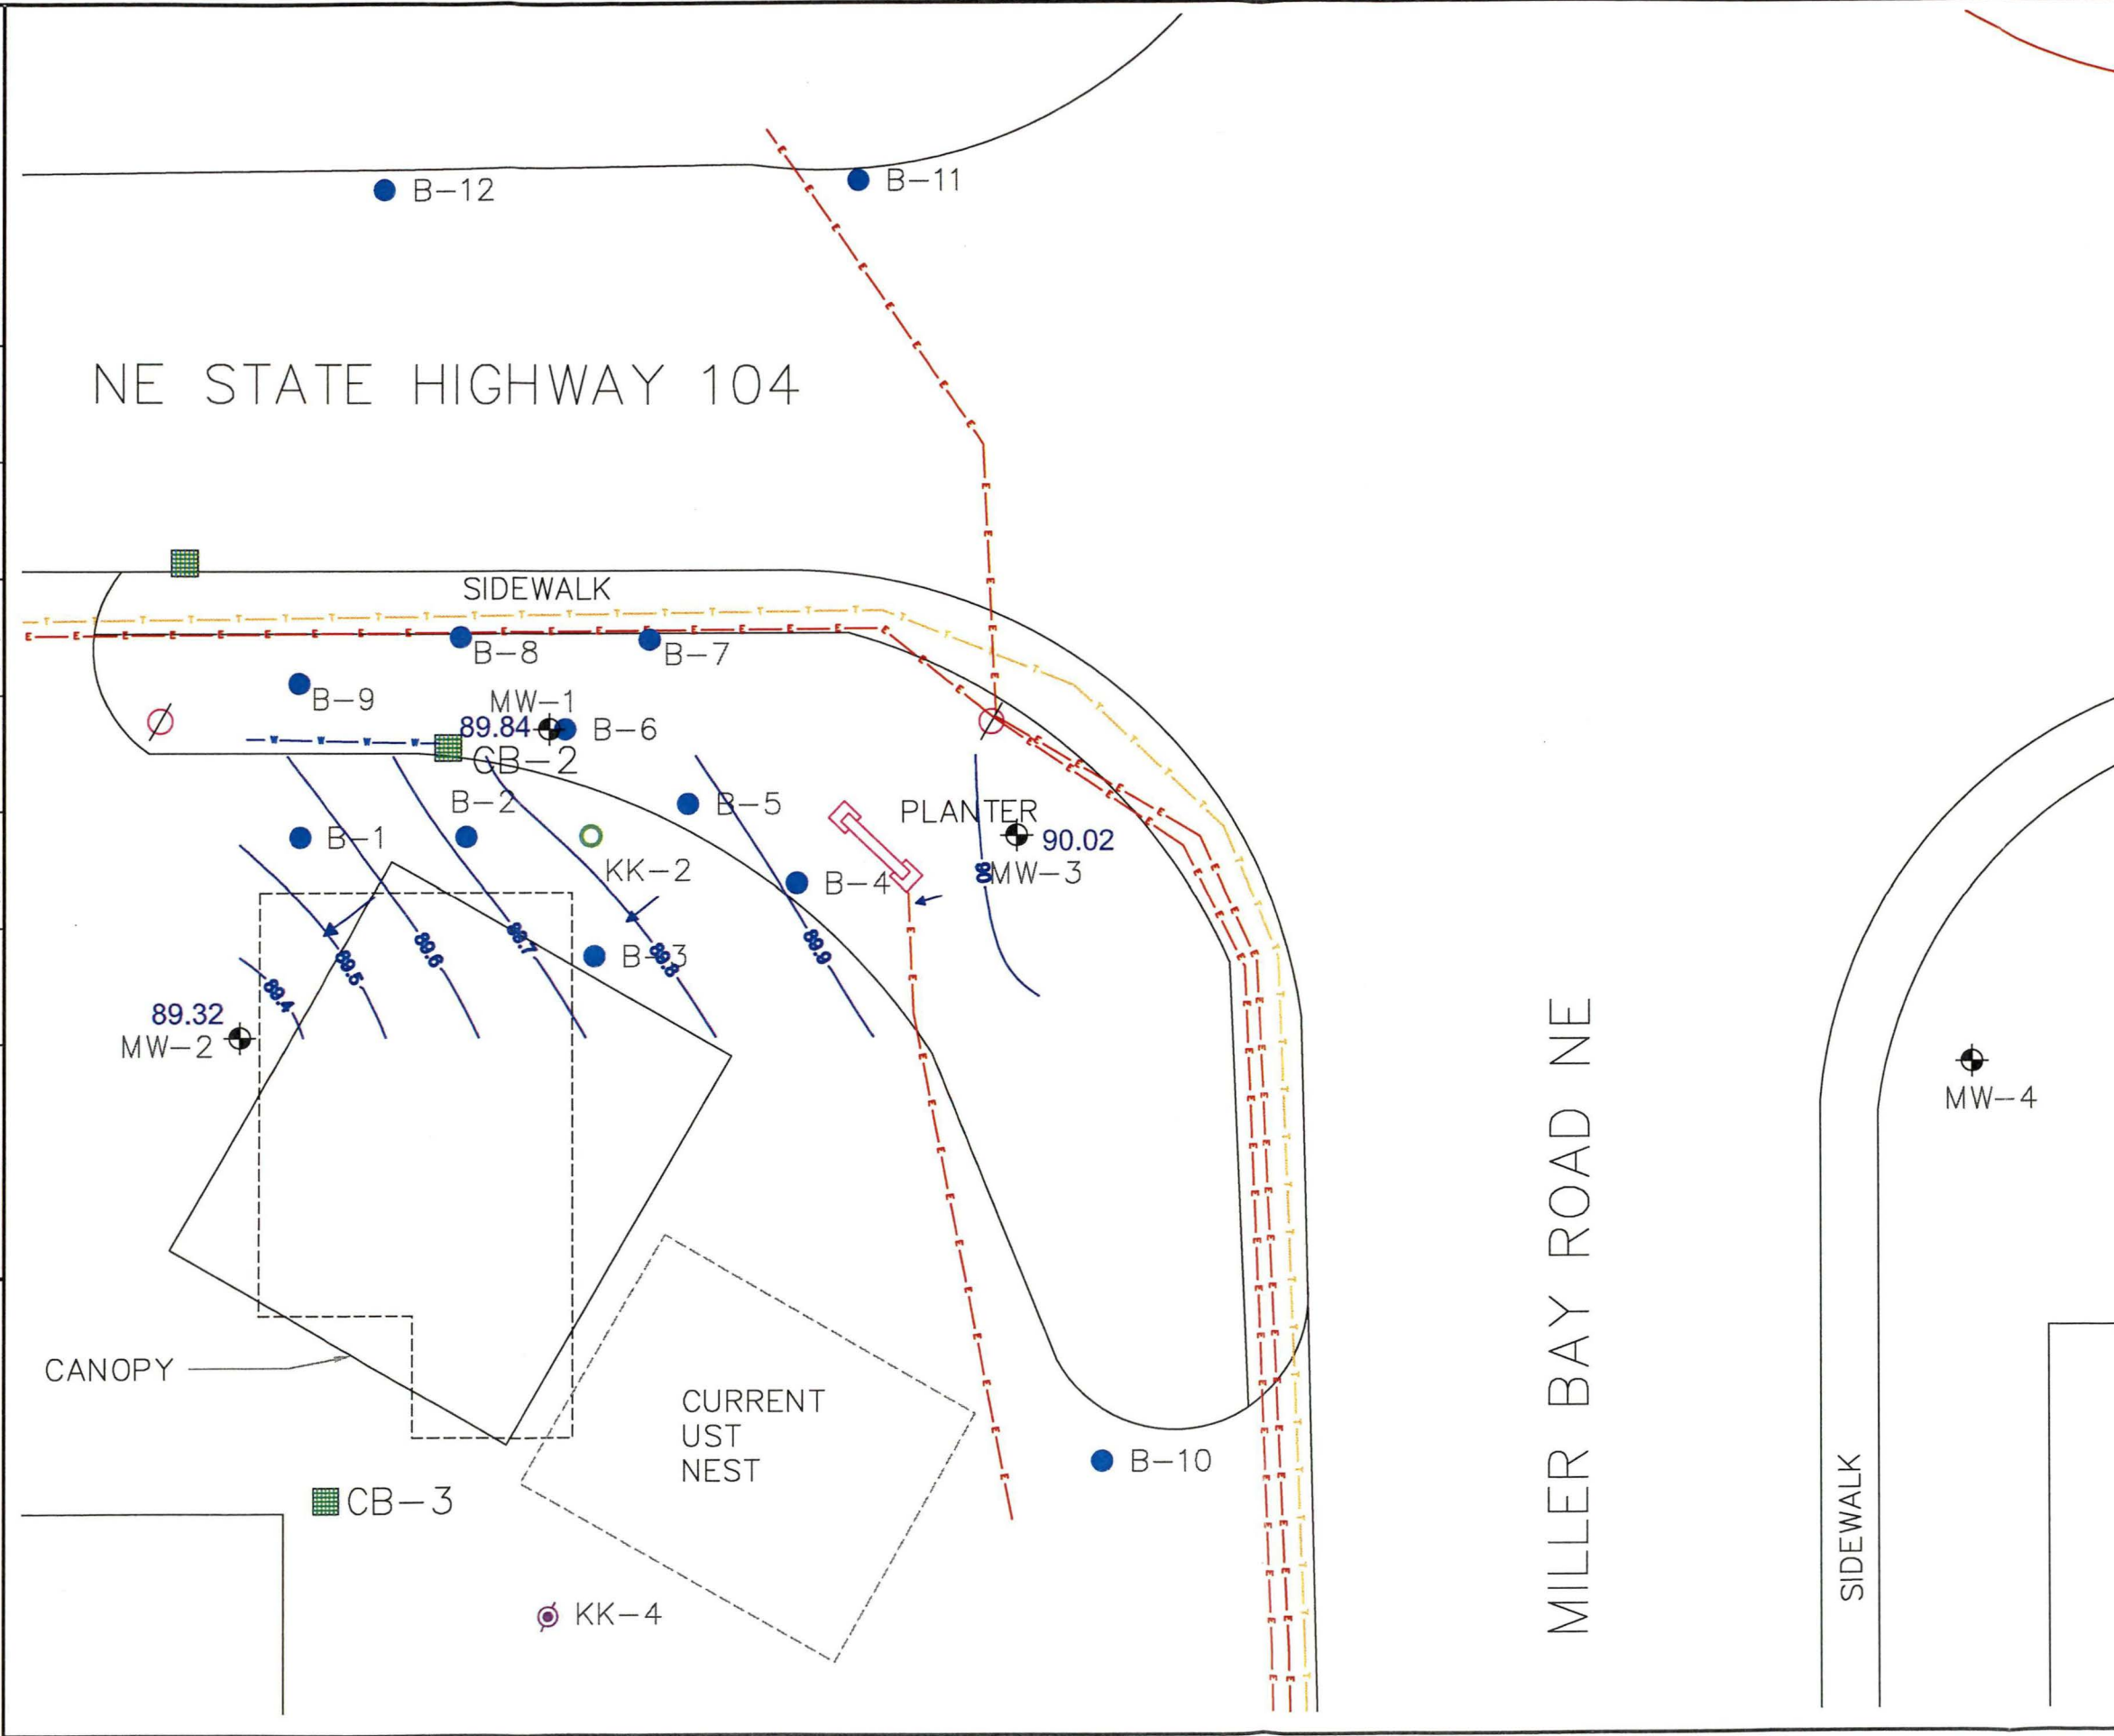 B-12
B-11
NE STATE HIGHWAY 104
SIDEWALK
B-8
B-7
B-9
MW-1
89.84
B-6
CB-2
B-2
B-5
PLANTER
B-1
90.02
KK-2
MW-3
90
B-4
89.6
89.7
B-3
89.8
89.9
89.5
89.4
89.32
MW-2
MW-4
MILLER BAY ROAD NE
CANOPY
CURRENT
UST
NEST
B-10
CB-3
SIDEWALK
KK-4